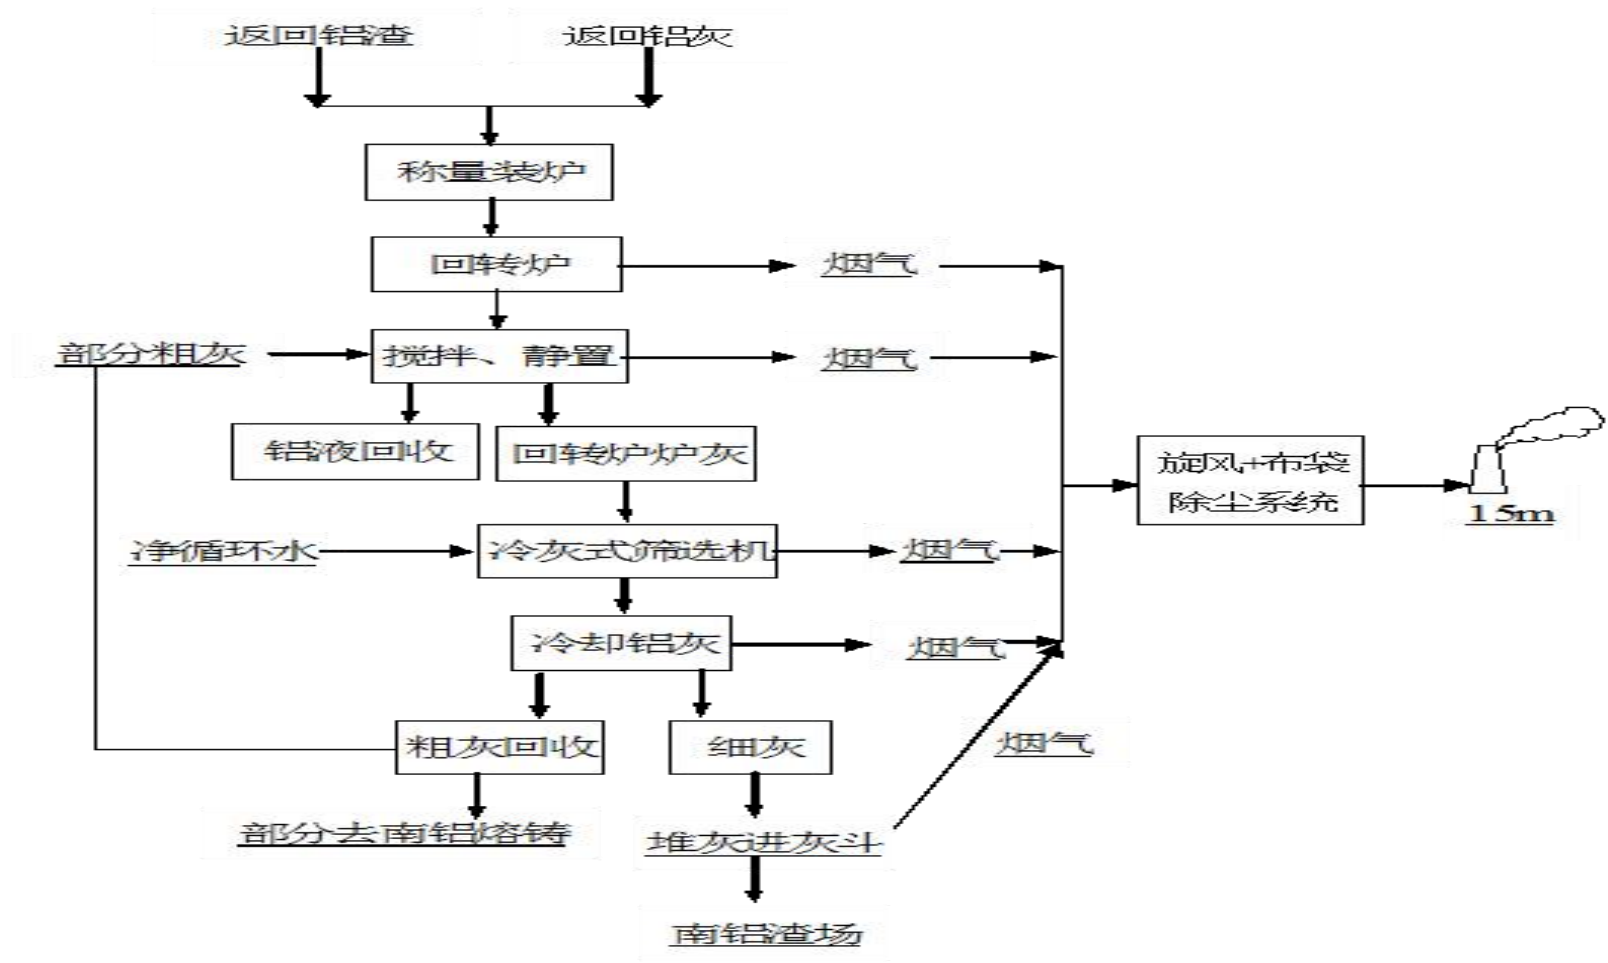 返回铝渣
返回铝灰
称量装炉
回转炉
烟气
部分粗灰
搅拌、静置
烟气
铝液回收
回转炉炉灰
旋风+布袋
除尘系统
15m
净循环水
冷灰式筛选机
烟气
冷却铝灰
烟气
粗灰回收
细灰
烟气
部分去南铝熔铸
堆灰进灰斗
南铝渣场